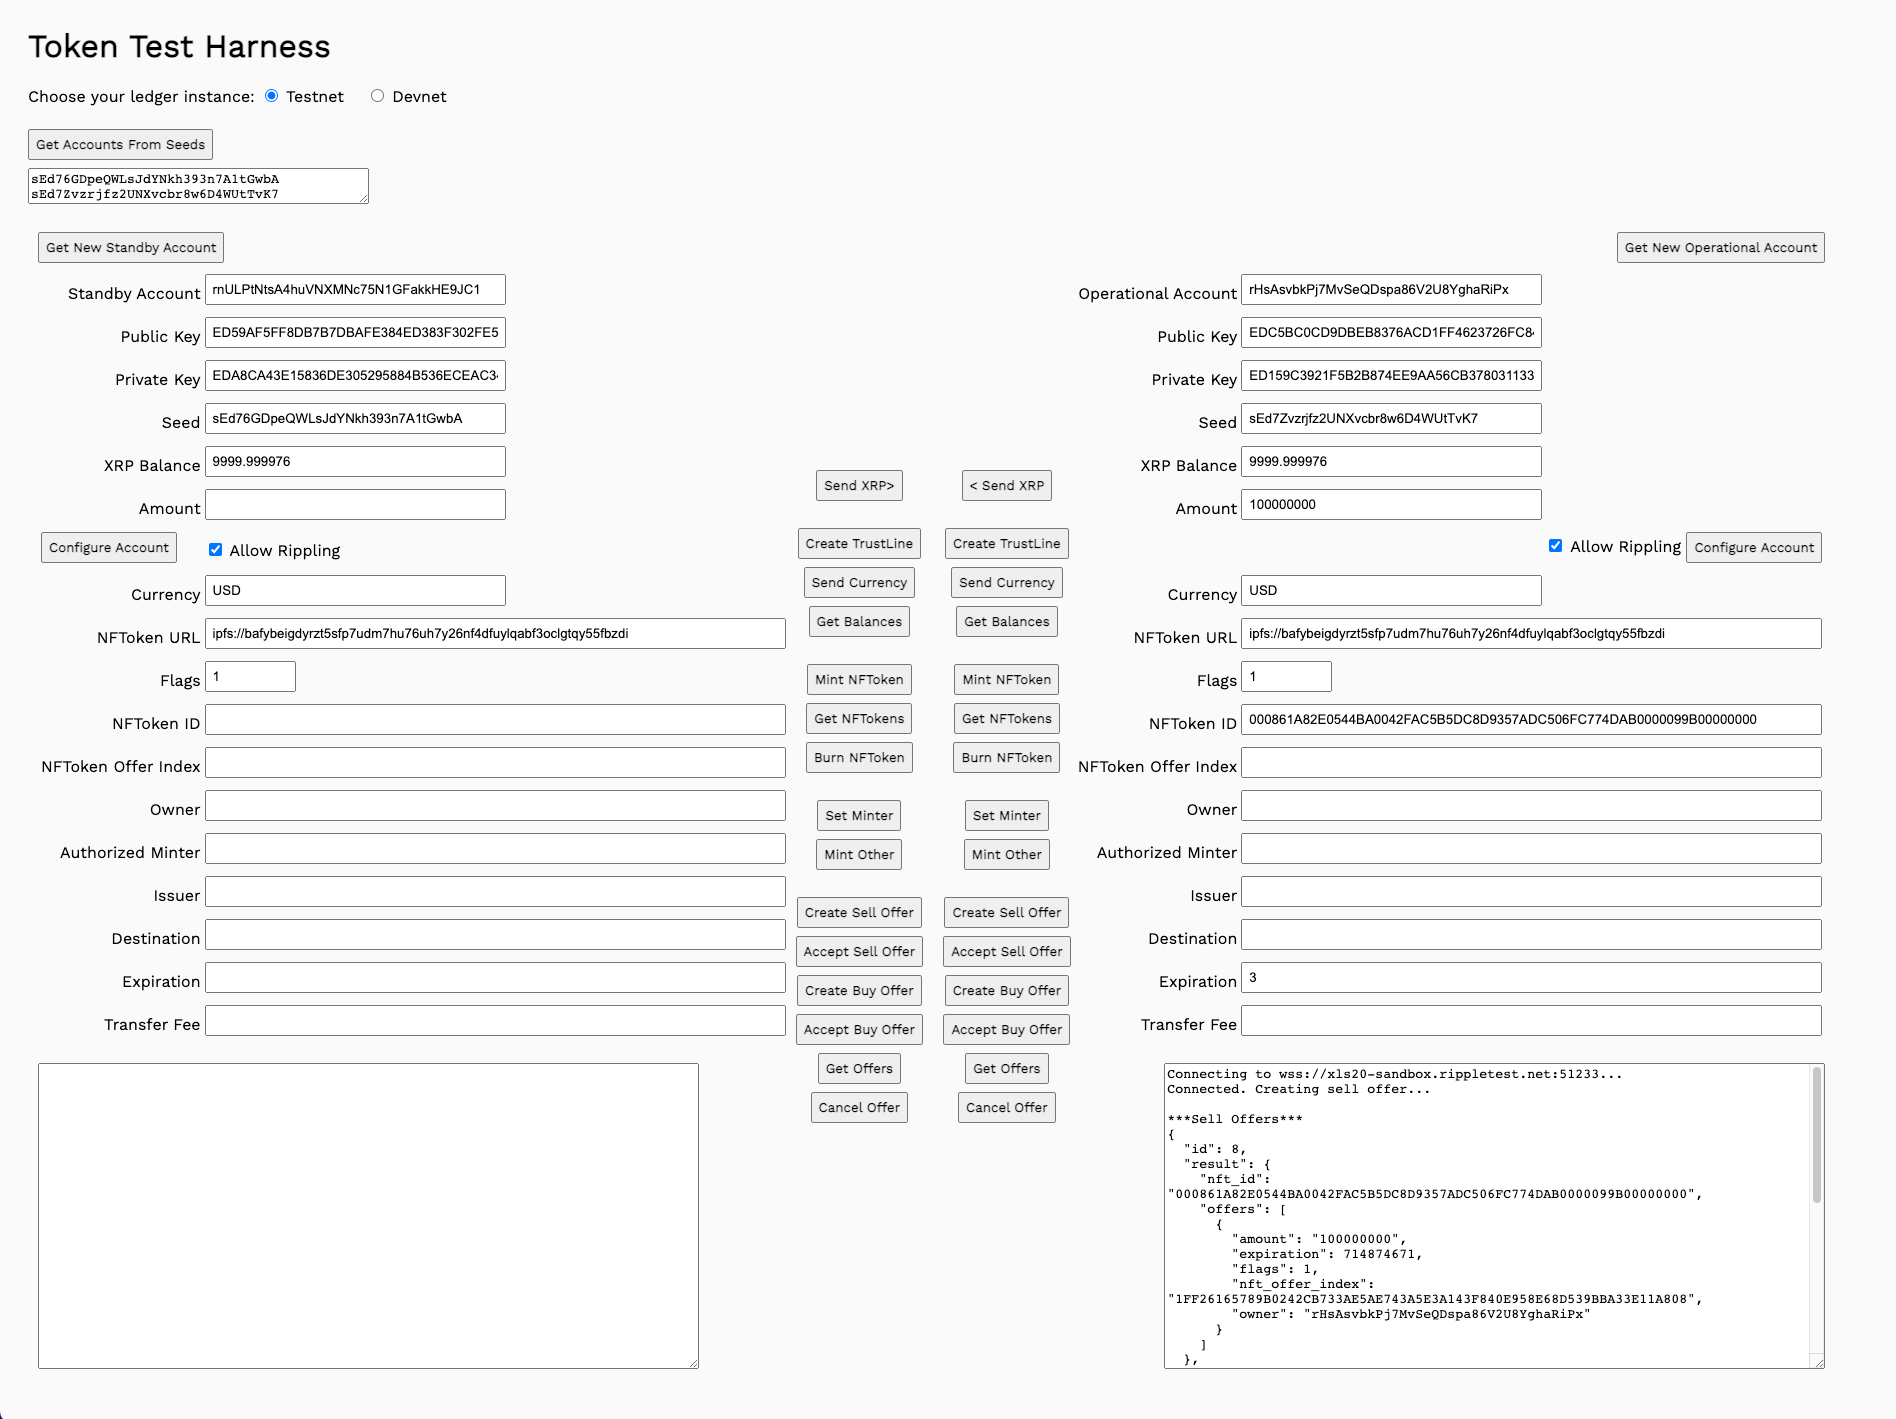 Token Test Harness
Choose your ledger instance: Testnet Devnet
Get Accounts From Seeds
sEd76GDpeQWLsJdYNkh393n7A1tGwbA
sEd7Zvzrjfz2UNXvcbr8w6D4WUtTvK7
Get New Standby Account
Standby Account rnULPtNtsA4huVNXMNc75N1GFakkHE9JC1
Public Key ED59AF5FF8DB7B7DBAFE384ED383F302FE5
Private Key EDA8CA43E15836DE305295884B536ECEAC3
Seed sEd76GDpeQWLsJdYNkh393n7A1tGwbA
XRP Balance 9999.999976
Amount
Configure Account Allow Rippling
Currency USD
NFToken URL ipfs://bafybeigdyrzt5sfp7udm7hu76uh7y26nf4dfuylqabf3oclgtqy55fbzdi
Flags 1
NFToken ID
NFToken Offer Index
Owner
Authorized Minter
Issuer
Destination
Expiration
Transfer Fee
Send XRP> < Send XRP
Create TrustLine Create TrustLine
Send Currency Send Currency
Get Balances Get Balances
Mint NFToken Mint NFToken
Get NFTokens Get NFTokens
Burn NFToken Burn NFToken
Set Minter Set Minter
Mint Other Mint Other
Create Sell Offer Create Sell Offer
Accept Sell Offer Accept Sell Offer
Create Buy Offer Create Buy Offer
Accept Buy Offer Accept Buy Offer
Get Offers Get Offers
Cancel Offer Cancel Offer
Get New Operational Account
Operational Account rHsAsvbkPj7MvSeQDspa86V2U8YghaRiPx
Public Key EDC5BC0CD9DBEB8376ACD1FF4623726FC8
Private Key ED159C3921F5B2B874EE9AA56CB378031133
Seed sEd7Zvzrjfz2UNXvcbr8w6D4WUtTvK7
XRP Balance 9999.999976
Amount 100000000
Allow Rippling Configure Account
Currency USD
NFToken URL ipfs://bafybeigdyrzt5sfp7udm7hu76uh7y26nf4dfuylqabf3oclgtqy55fbzdi
Flags 1
NFToken ID 000861A82E0544BA0042FAC5B5DC8D9357ADC506FC774DAB0000099B00000000
NFToken Offer Index
Owner
Authorized Minter
Issuer
Destination
Expiration 3
Transfer Fee
Connecting to wss://xls20-sandbox.rippletest.net:51233...
Connected. Creating sell offer...
***Sell Offers***
{
"id": 8,
"result": {
"nft_id":
"000861A82E0544BA0042FAC5B5DC8D9357ADC506FC774DAB0000099B00000000",
"offers": [
{
"amount": "100000000",
"expiration": 714874671,
"flags": 1,
"nft_offer_index":
"1FF26165789B0242CB733AE5AE743A5E3A143F840E958E68D539BBA33E11A808",
"owner": "rHsAsvbkPj7MvSeQDspa86V2U8YghaRiPx"
}
]
},